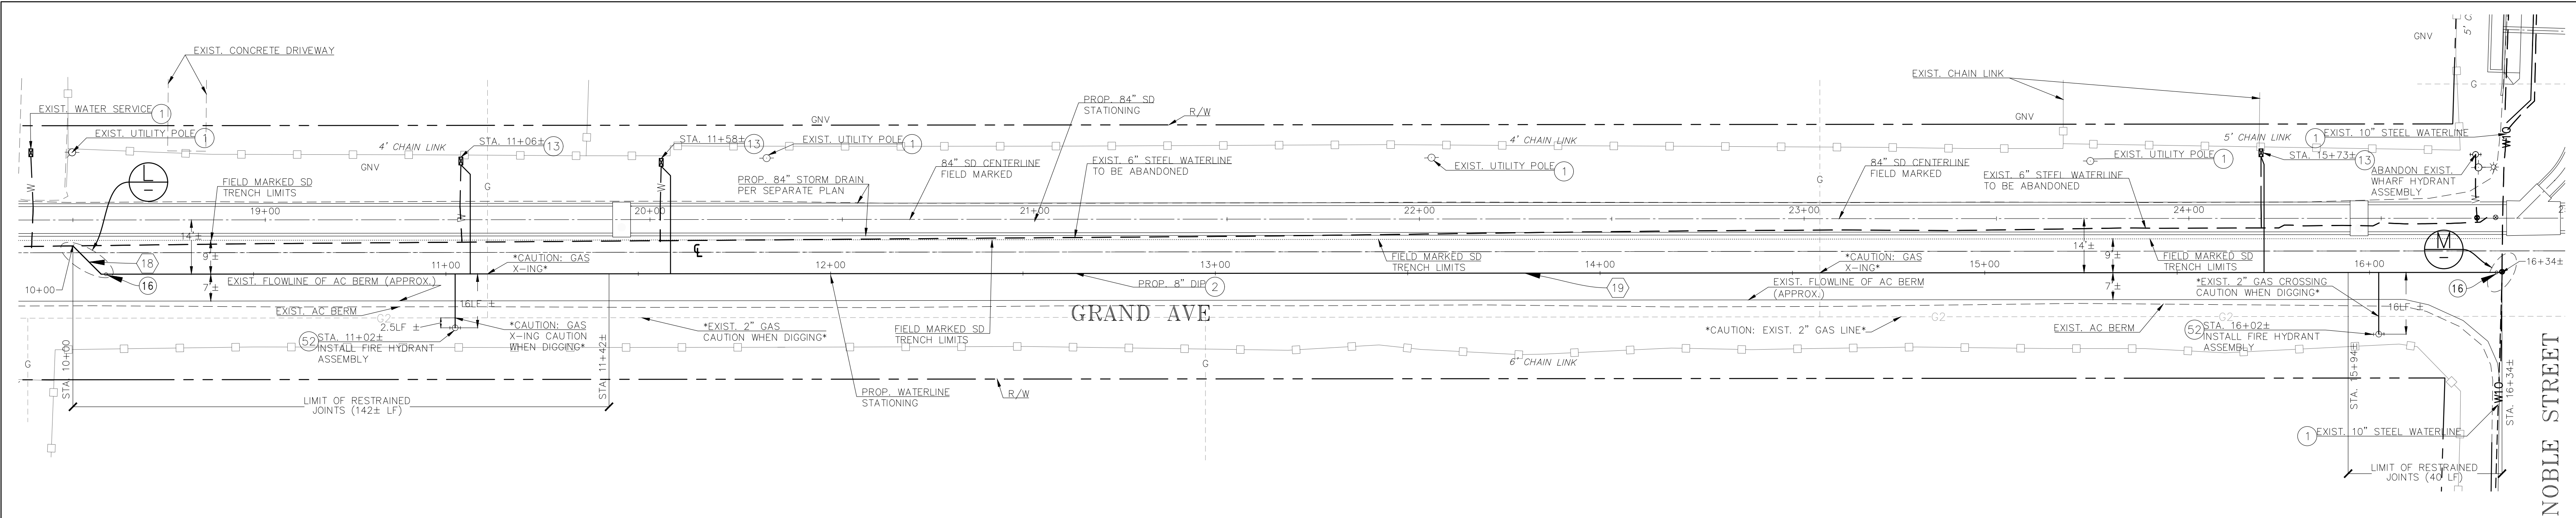 EXIST. CONCRETE DRIVEWAY
EXIST. WATER SERVICE 1
EXIST. UTILITY POLE 1
4' CHAIN LINK
GNV
STA. 11+06± 13
STA. 11+58± 13
EXIST. UTILITY POLE 1
GNV
PROP. 84" SD
STATIONING
R/W
4' CHAIN LINK
EXIST. UTILITY POLE 1
EXIST. CHAIN LINK
GNV
5' CHAIN LINK
GNV
5' G
G
1 EXIST. 10" STEEL WATERLINE
W10
EXIST. UTILITY POLE 1
STA. 15+73± 13
ABANDON EXIST.
WHARF HYDRANT
ASSEMBLY
L
FIELD MARKED SD
TRENCH LIMITS
W
W
W
G
PROP. 84" STORM DRAIN
PER SEPARATE PLAN
84" SD CENTERLINE
FIELD MARKED
EXIST. 6" STEEL WATERLINE
TO BE ABANDONED
G
84" SD CENTERLINE
FIELD MARKED
EXIST. 6" STEEL WATERLINE
TO BE ABANDONED
19+00
20+00
21+00
22+00
23+00
24+00
14'±
9'±
7'±
18
16
10+00
11+00
12+00
13+00
14+00
15+00
16+00
*CAUTION: GAS
X-ING*
FIELD MARKED SD
TRENCH LIMITS
*CAUTION: GAS
X-ING*
14'±
9'±
7'±
FIELD MARKED SD
TRENCH LIMITS
M
16+34±
16
EXIST. FLOWLINE OF AC BERM (APPROX.)
PROP. 8" DIP 2
19
EXIST. FLOWLINE OF AC BERM
(APPROX.)
*EXIST. 2" GAS CROSSING
CAUTION WHEN DIGGING*
EXIST. AC BERM
16LF ±
2.5LF ±
GRAND AVE
16LF ±
G2
52 STA. 11+02±
INSTALL FIRE HYDRANT
ASSEMBLY
*CAUTION: GAS
X-ING CAUTION
WHEN DIGGING*
*EXIST. 2" GAS
CAUTION WHEN DIGGING*
FIELD MARKED SD
TRENCH LIMITS
*CAUTION: EXIST. 2" GAS LINE*
G2
EXIST. AC BERM
G2
52 STA. 16+02±
INSTALL FIRE HYDRANT
ASSEMBLY
G
G
6' CHAIN LINK
STA. 10+00
STA. 11+42±
LIMIT OF RESTRAINED
JOINTS (142± LF)
PROP. WATERLINE
STATIONING
R/W
STA. 15+94±
W10
STA. 16+34±
1 EXIST. 10" STEEL WATERLINE
LIMIT OF RESTRAINED
JOINTS (40 LF)
NOBLE STREET